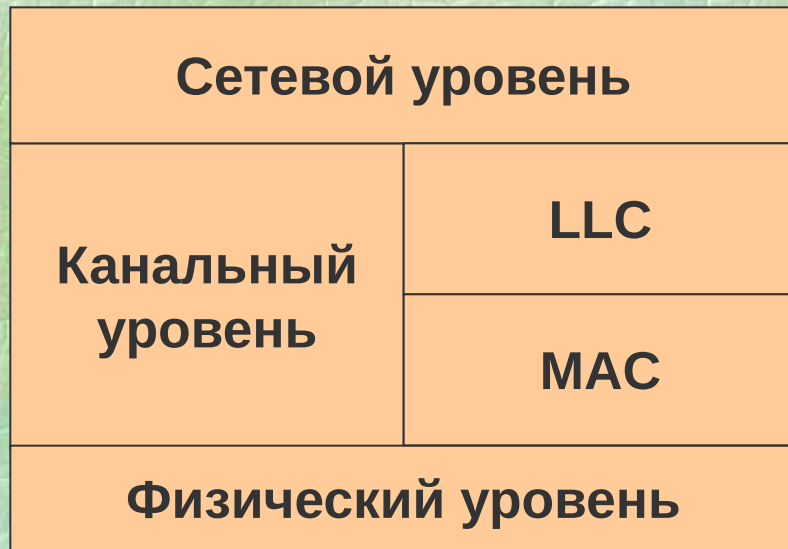 Сетевой уровень
LLC
Канальный
уровень
MAC
Физический уровень